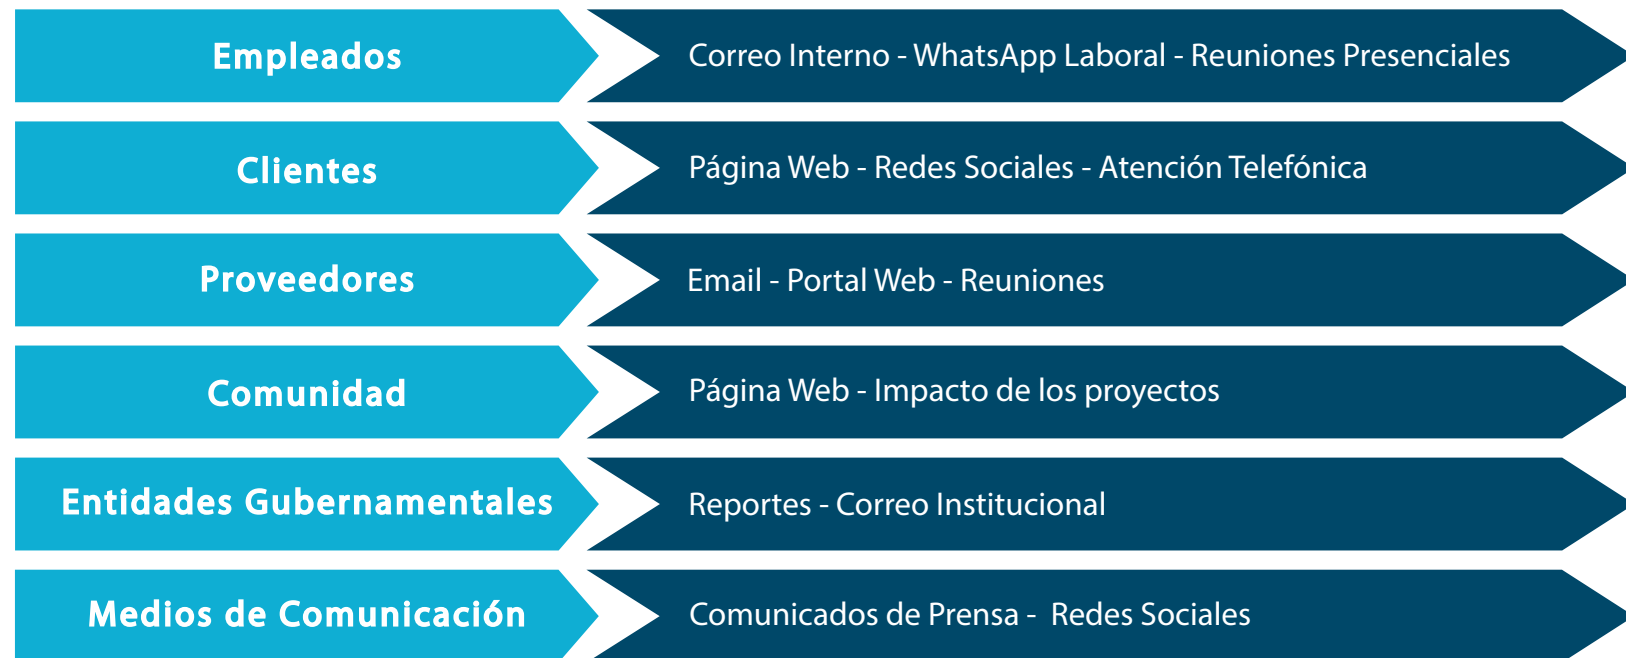 Empleados
Correo Interno - WhatsApp Laboral - Reuniones Presenciales
Clientes
Página Web - Redes Sociales - Atención Telefónica
Proveedores
Email - Portal Web - Reuniones
Comunidad
Página Web - Impacto de los proyectos
Entidades Gubernamentales
Reportes - Correo Institucional
Medios de Comunicación
Comunicados de Prensa - Redes Sociales